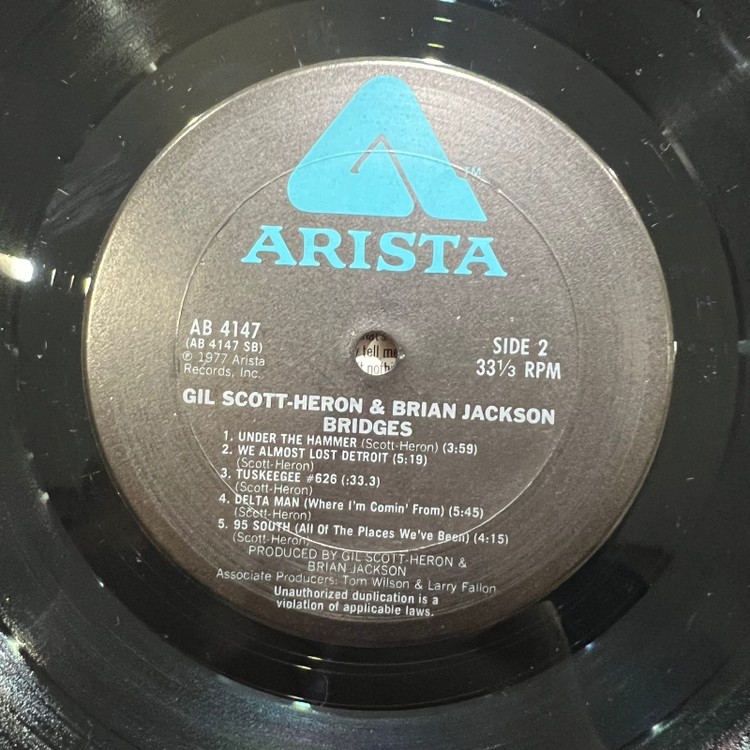 TM
ARISTA
AB 4147
(AB 4147 SB)
℗ 1977 Arista
Records, Inc.
tell me
SIDE 2
33⅓ RPM
GIL SCOTT-HERON & BRIAN JACKSON
BRIDGES
1. UNDER THE HAMMER (Scott-Heron) (3:59)
2. WE ALMOST LOST DETROIT (5:19)
(Scott-Heron)
3. TUSKEEGEE #626 (:33.3)
(Scott-Heron)
4. DELTA MAN (Where I'm Comin' From) (5:45)
(Scott-Heron)
5. 95 SOUTH (All Of The Places We've Been) (4:15)
(Scott-Heron)
PRODUCED BY GIL SCOTT-HERON &
BRIAN JACKSON
Associate Producers: Tom Wilson & Larry Fallon
Unauthorized duplication is a
violation of applicable laws.